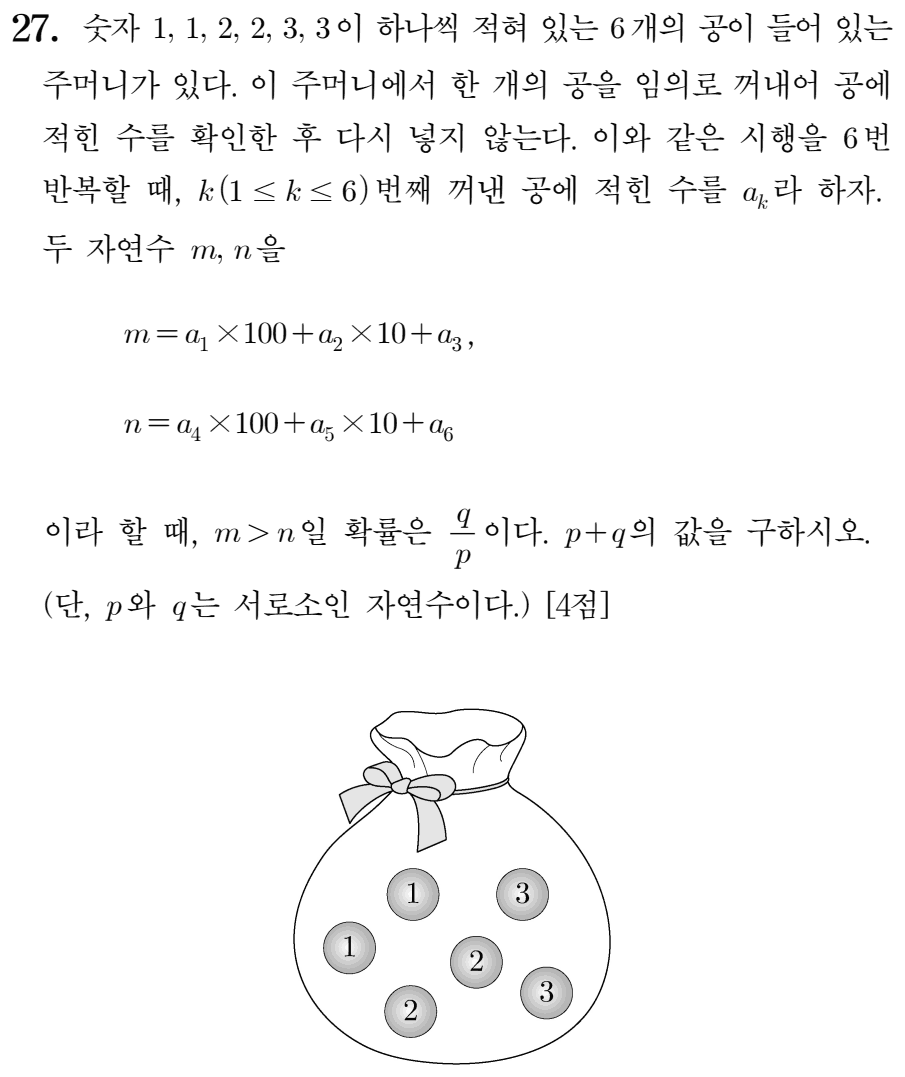 27. 숫자 1, 1, 2, 2, 3, 3이 하나씩 적혀 있는 6개의 공이 들어 있는
주머니가 있다. 이 주머니에서 한 개의 공을 임의로 꺼내어 공에
적힌 수를 확인한 후 다시 넣지 않는다. 이와 같은 시행을 6번
반복할 때, k(1≤k≤6)번째 꺼낸 공에 적힌 수를 a_k라 하자.
두 자연수 m, n을
m=a_1×100+a_2×10+a_3,
n=a_4×100+a_5×10+a_6
이라 할 때, m>n일 확률은 q/p이다. p+q의 값을 구하시오.
(단, p와 q는 서로소인 자연수이다.) [4점]
1 3
1 2
2 3